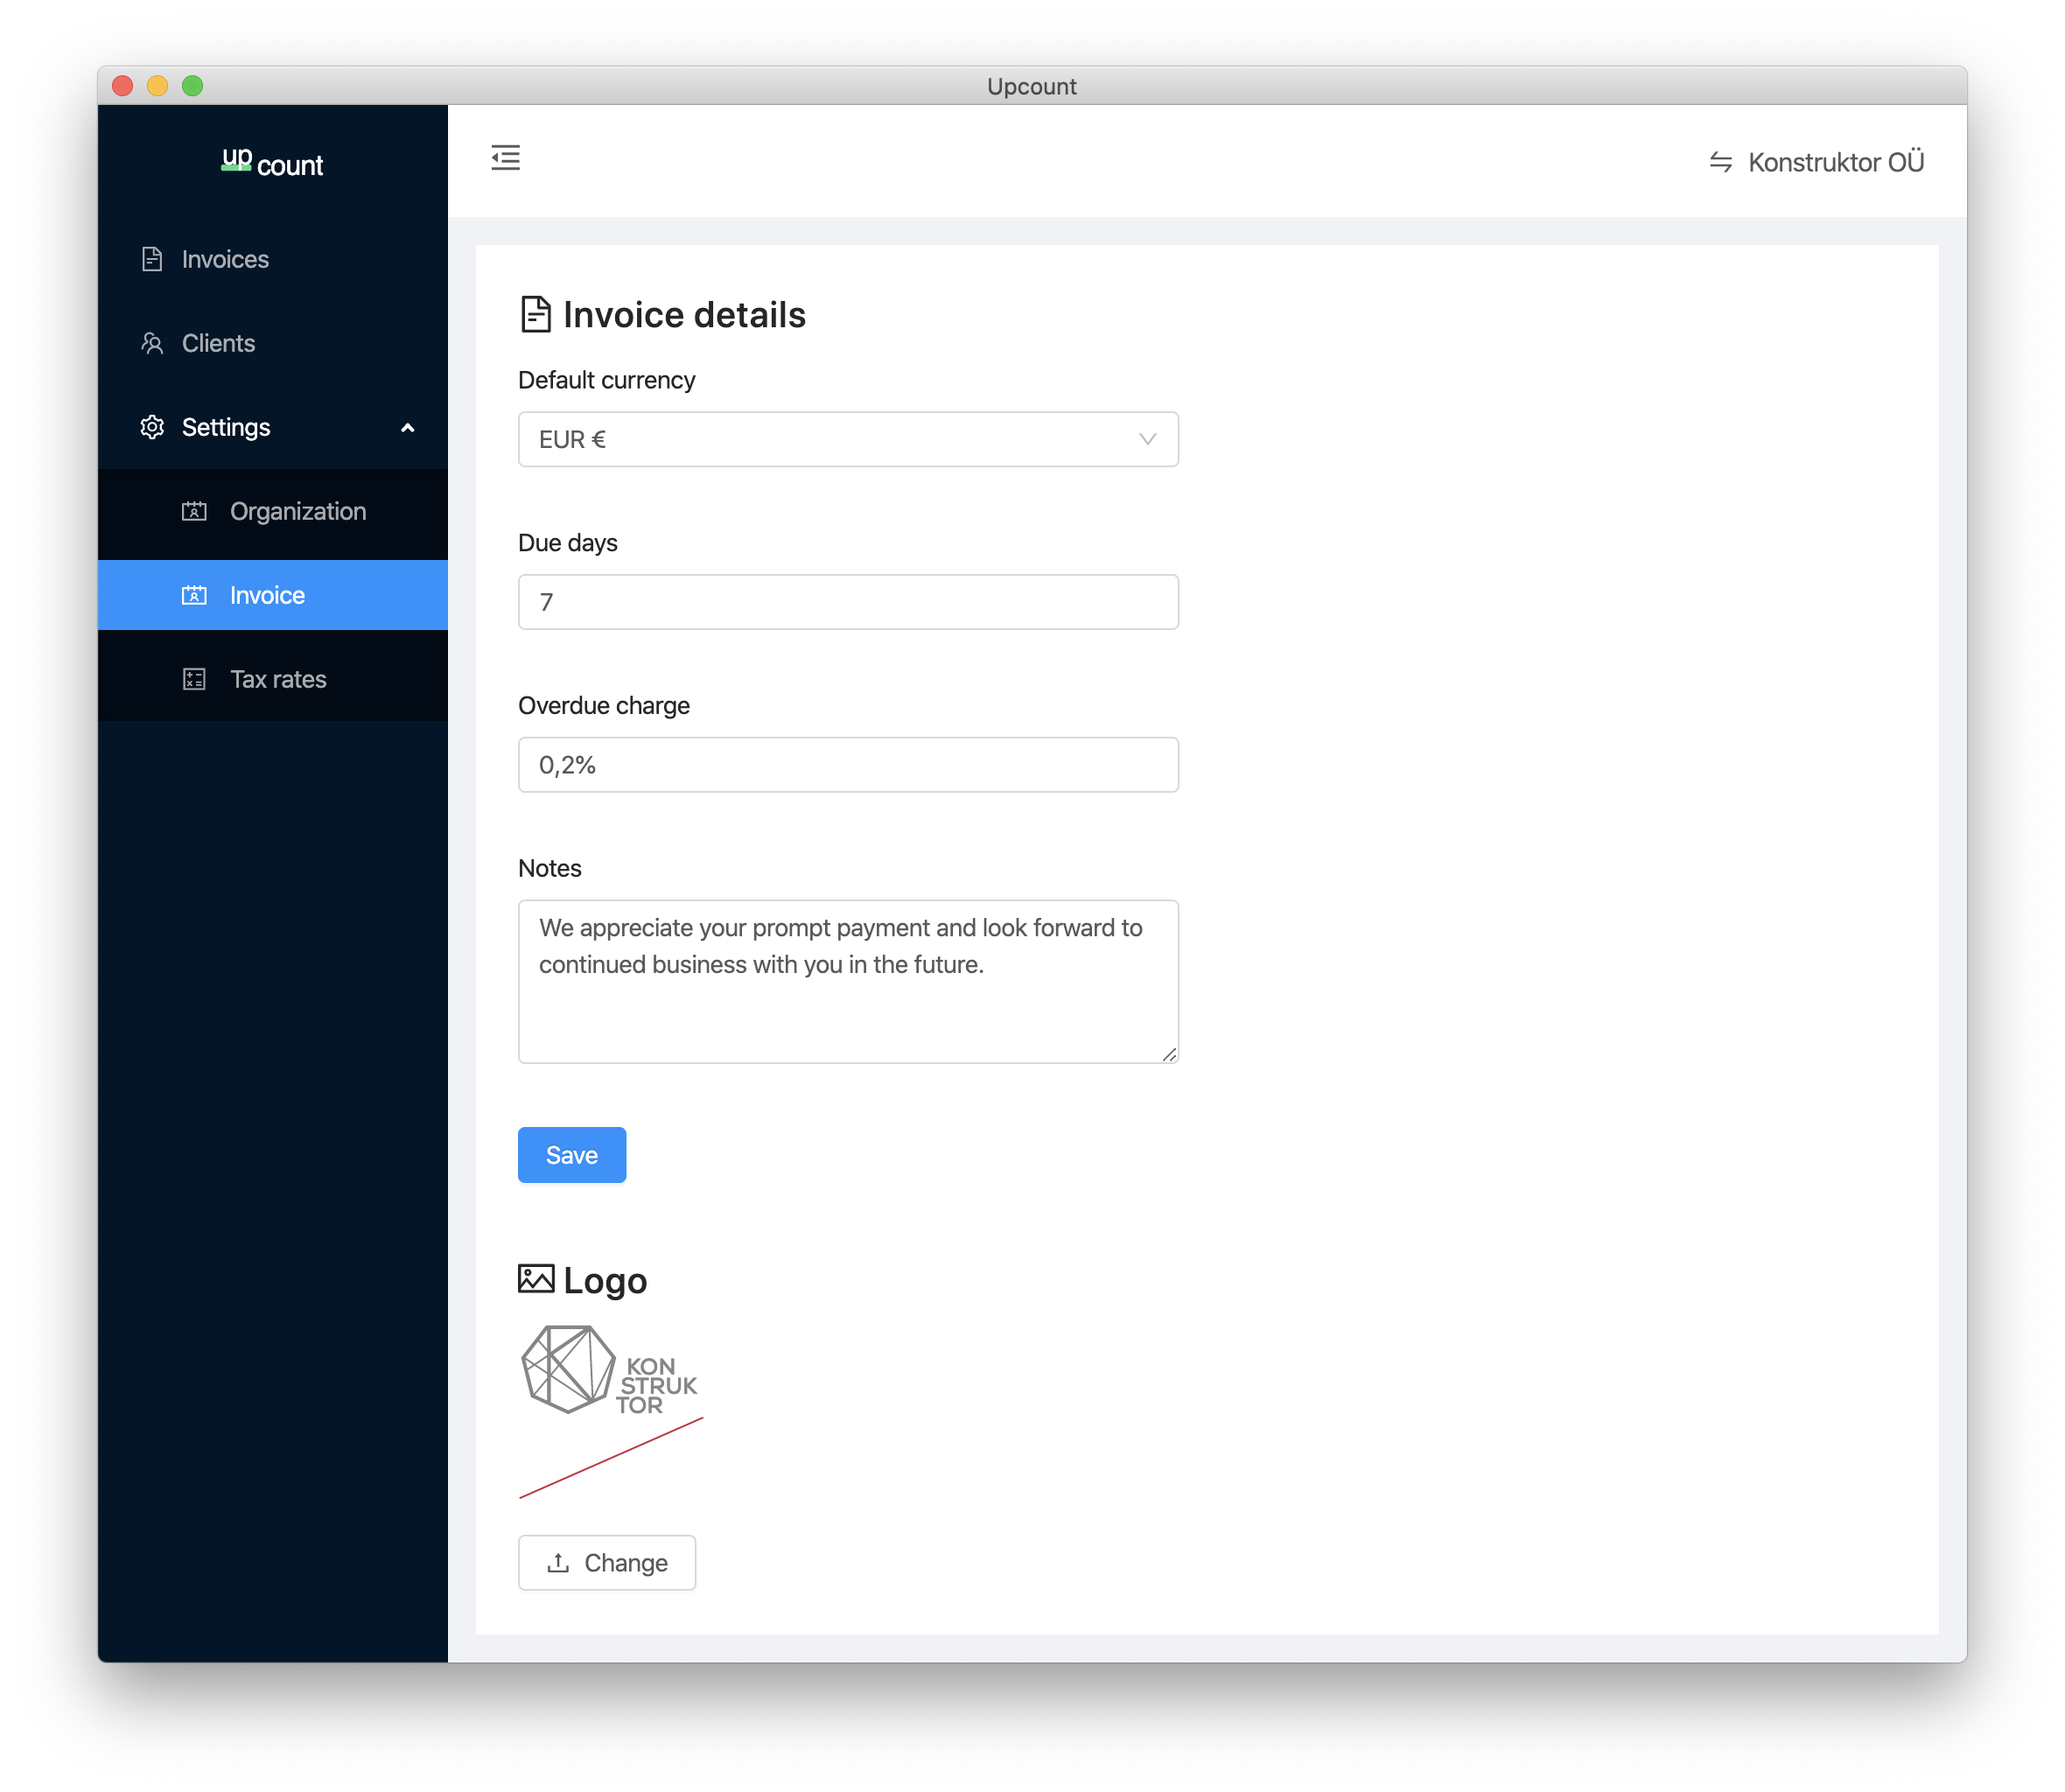 Upcount
up count
Konstruktor OÜ
Invoices
Clients
Settings
Organization
Invoice
Tax rates
Invoice details
Default currency
EUR €
Due days
7
Overdue charge
0,2%
Notes
We appreciate your prompt payment and look forward to
continued business with you in the future.
Save
Logo
KON
STRUK
TOR
Change